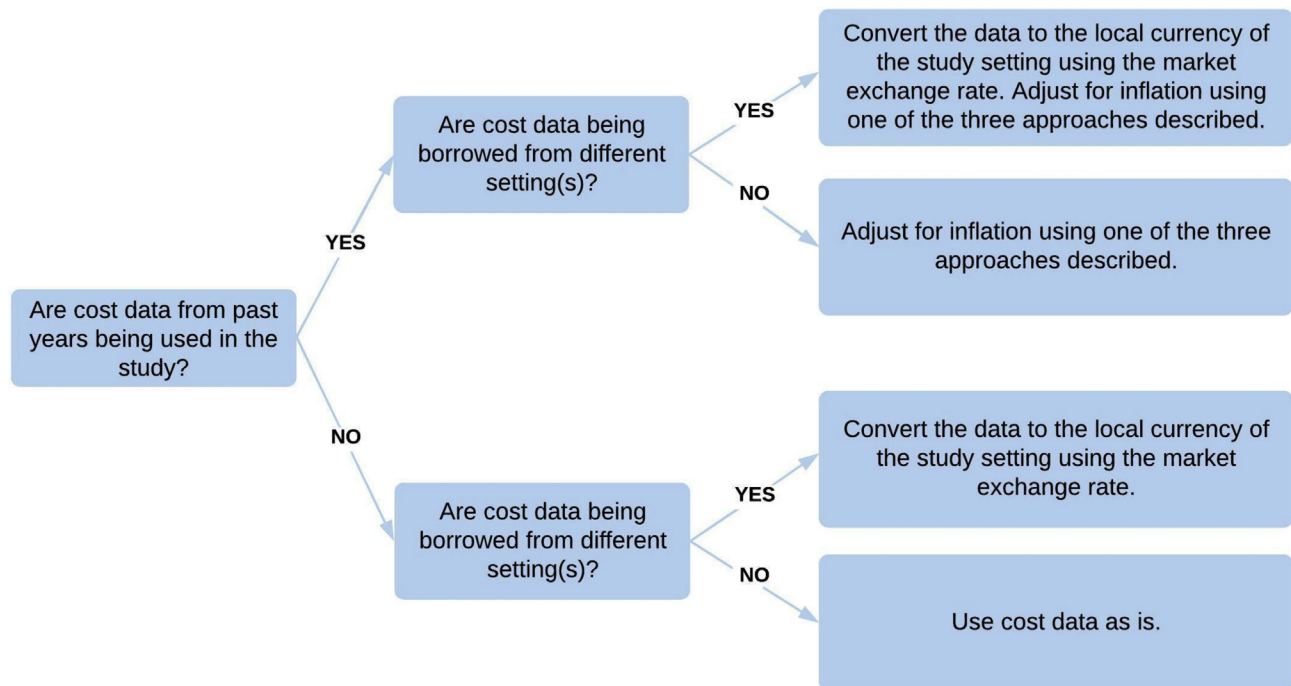 Are cost data from past
years being used in the
study?
YES
Are cost data being
borrowed from different
setting(s)?
YES
Convert the data to the local currency of
the study setting using the market
exchange rate. Adjust for inflation using
one of the three approaches described.
NO
Adjust for inflation using one of the three
approaches described.
NO
Are cost data being
borrowed from different
setting(s)?
YES
Convert the data to the local currency of
the study setting using the market
exchange rate.
NO
Use cost data as is.